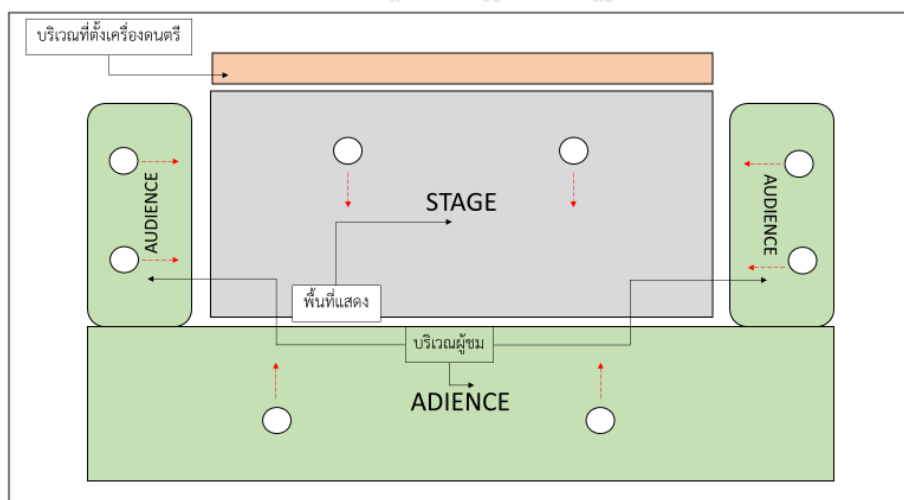 บริเวณที่ตั้งเครื่องดนตรี
AUDIENCE
STAGE
AUDIENCE
พื้นที่แสดง
บริเวณผู้ชม
ADIENCE